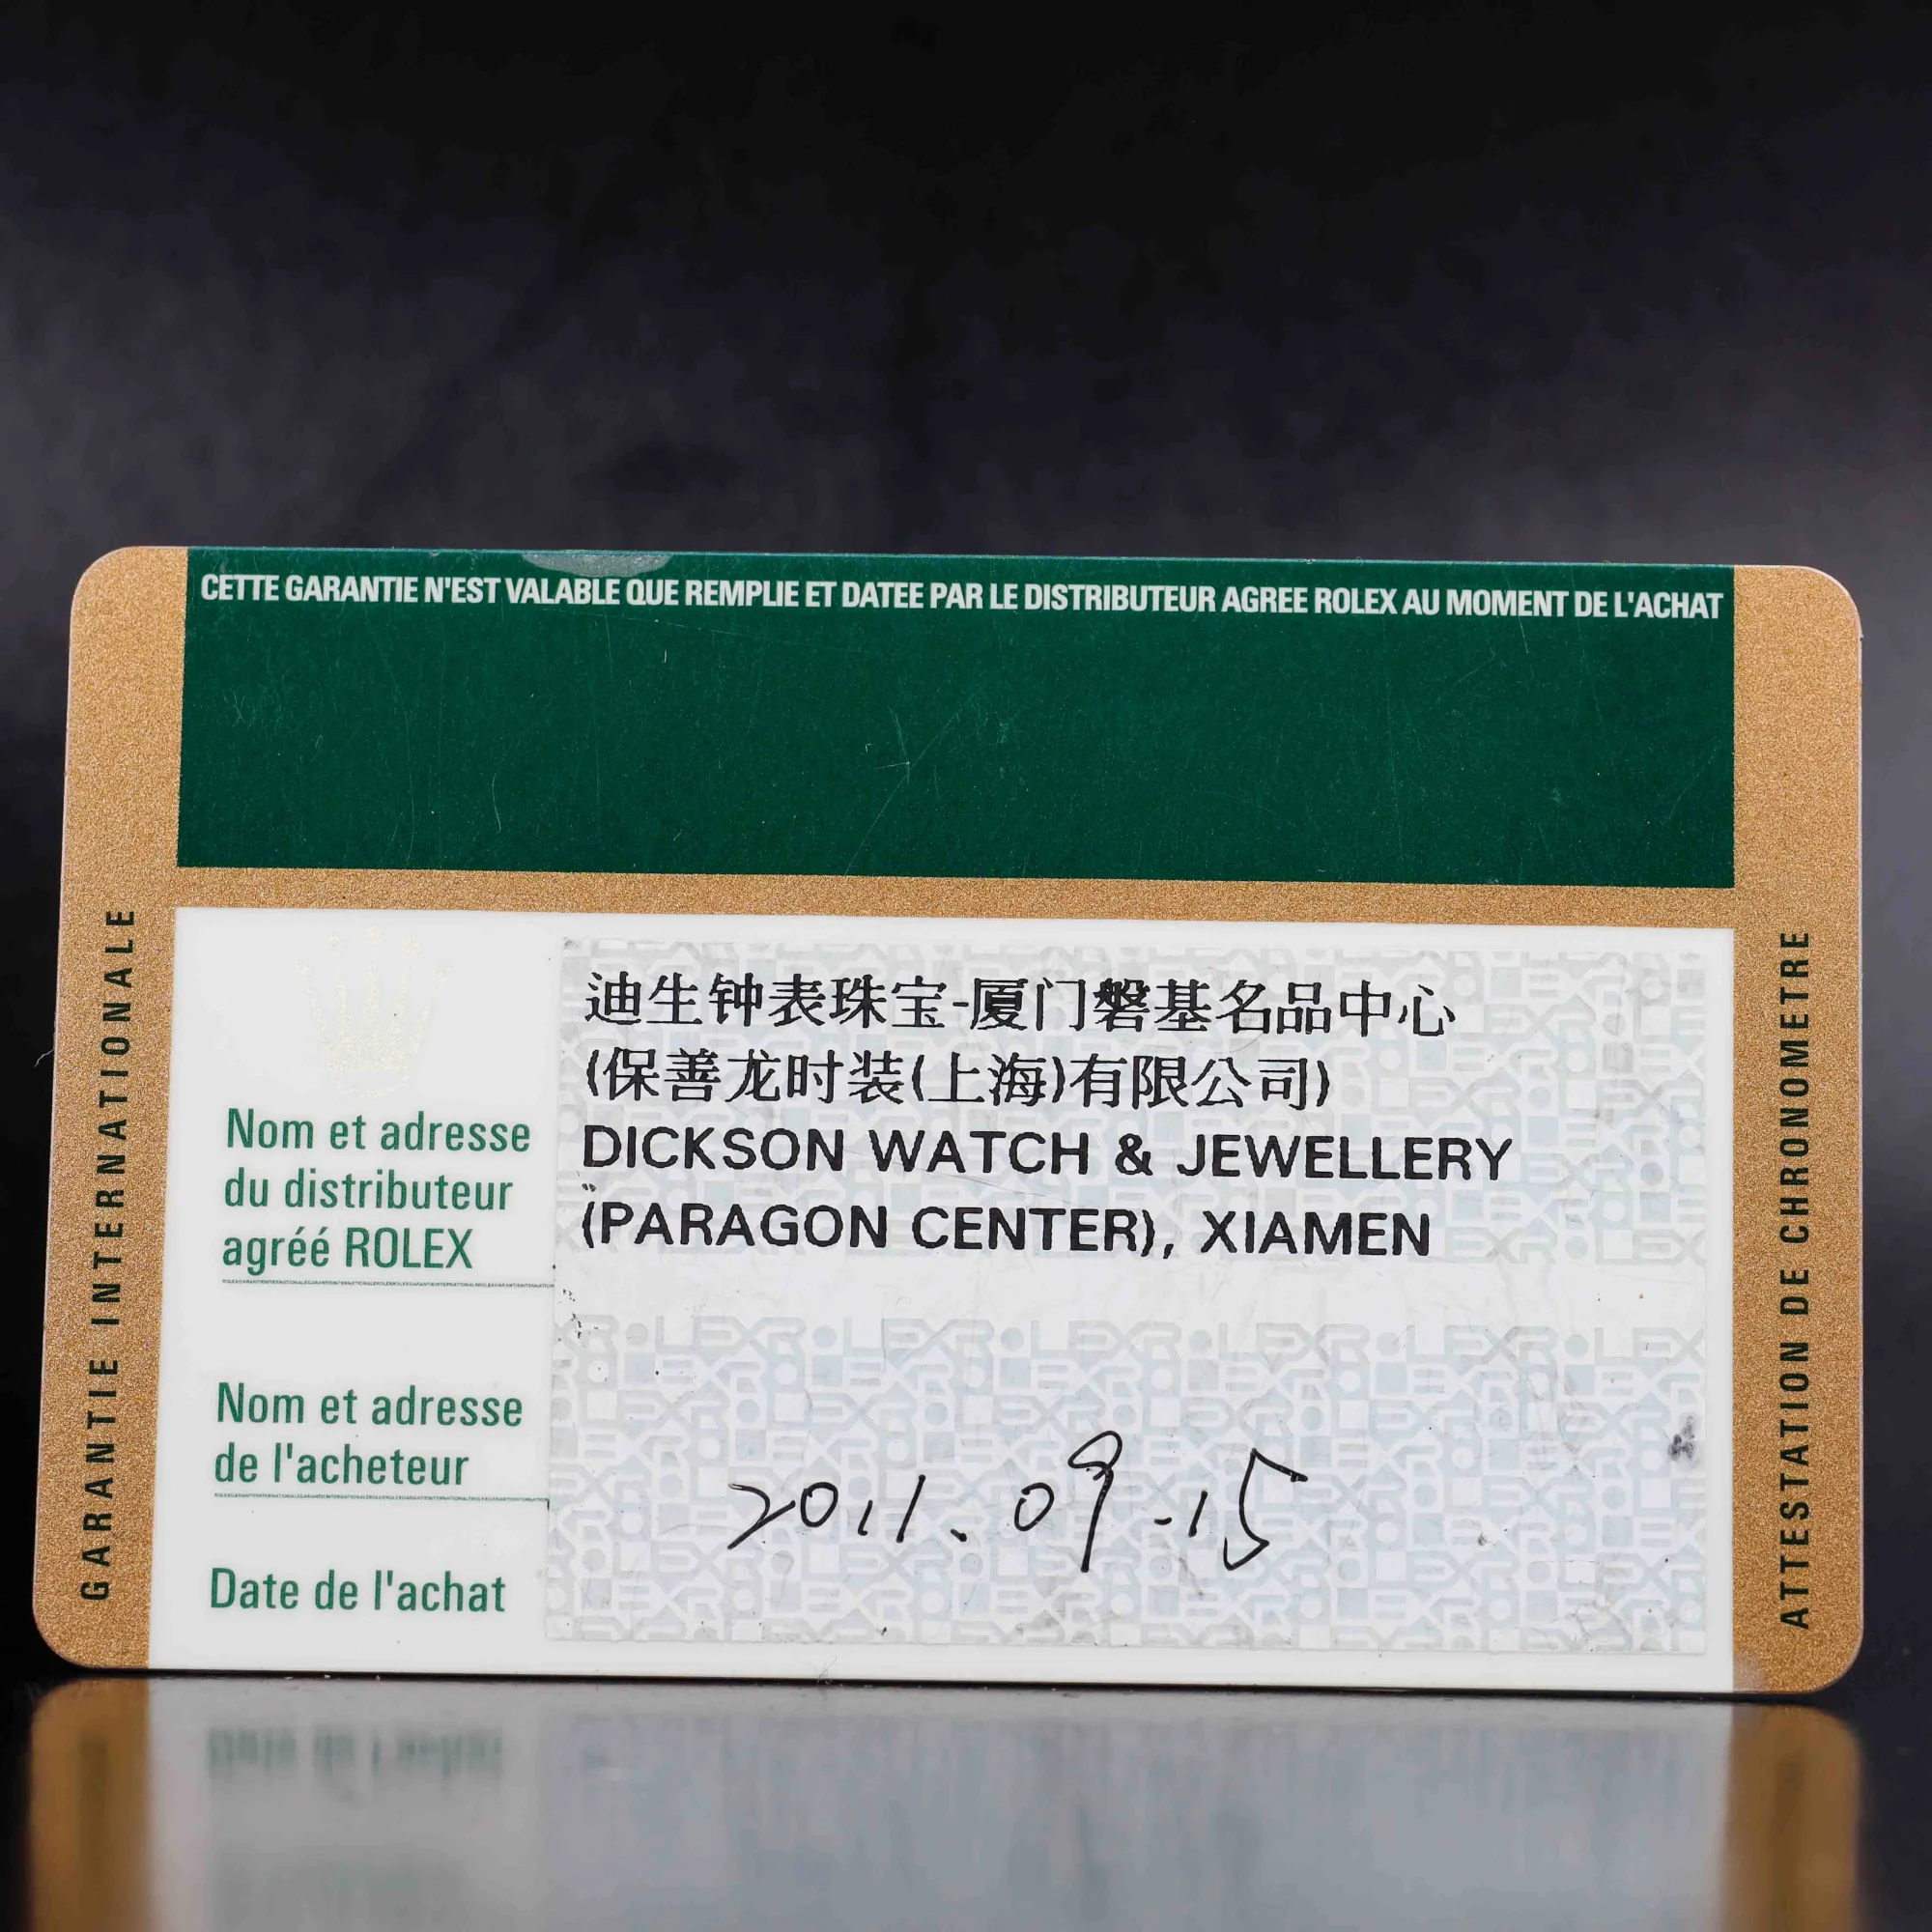 CETTE GARANTIE N'EST VALABLE QUE REMPLIE ET DATEE PAR LE DISTRIBUTEUR AGREE ROLEX AU MOMENT DE L'ACHAT
GARANTIE INTERNATIONALE
迪生钟表珠宝-厦门磐基名品中心
(保善龙时装(上海)有限公司)
DICKSON WATCH & JEWELLERY
(PARAGON CENTER), XIAMEN
Nom et adresse
du distributeur
agréé ROLEX
Nom et adresse
de l'acheteur
2011.09.15
Date de l'achat
ATTESTATION DE CHRONOMETRE